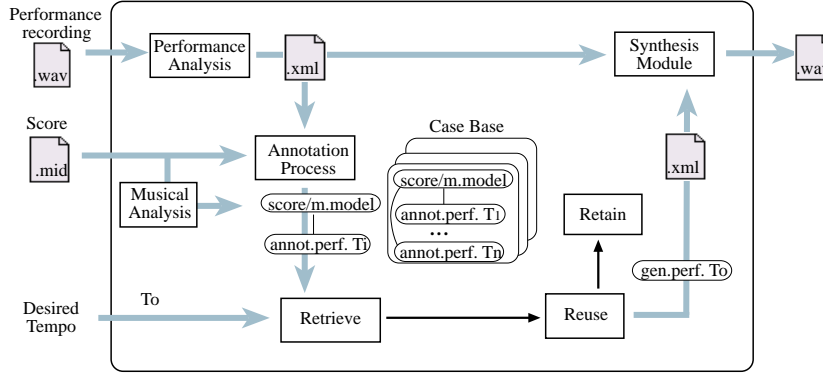 Performance
recording
.wav
Performance
Analysis
.xml
Synthesis
Module
.wav
Score
.mid
Musical
Analysis
Annotation
Process
score/m.model
annot.perf. Ti
Case Base
score/m.model
annot.perf. T1
...
annot.perf. Tn
.xml
Retain
gen.perf. To
Desired
Tempo
To
Retrieve
Reuse